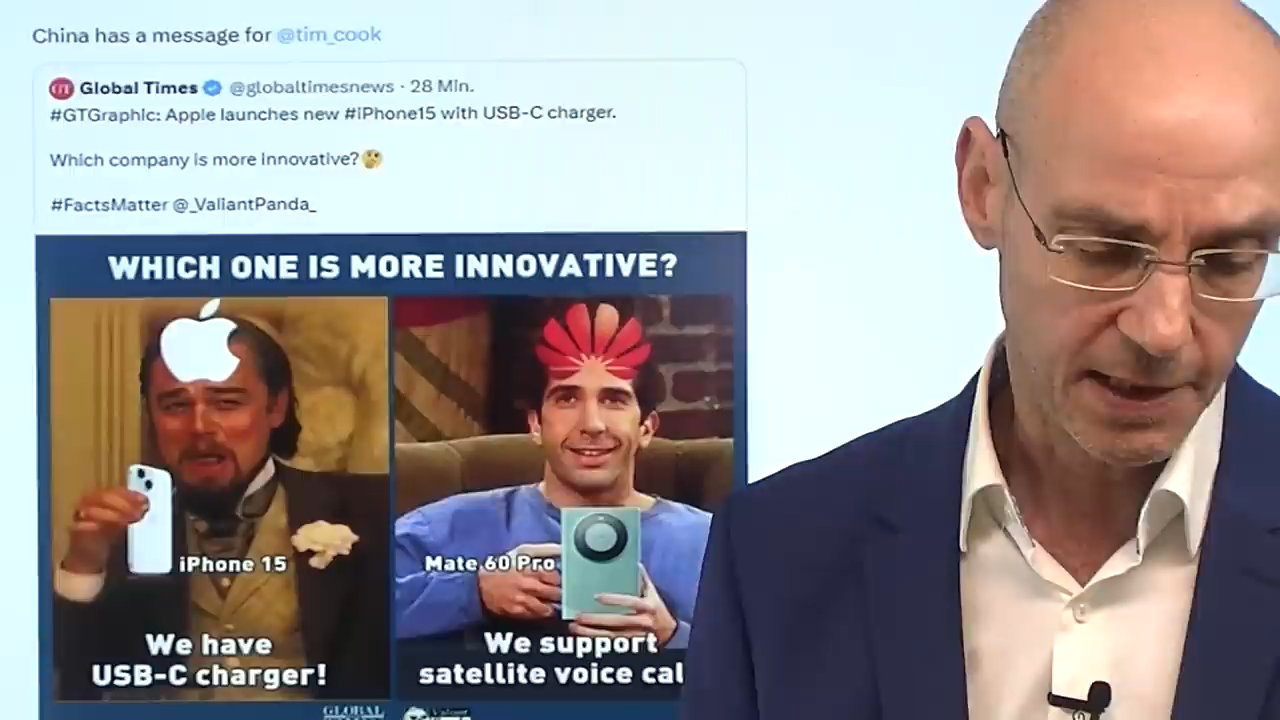 China has a message for @tim_cook
GT Global Times @globaltimesnews · 28 Min.
#GTGraphic: Apple launches new #iPhone15 with USB-C charger.
Which company is more innovative?🤔
#FactsMatter @_ValiantPanda_
WHICH ONE IS MORE INNOVATIVE?
iPhone 15
Mate 60 Pro
We have
USB-C charger!
We support
satellite voice cal
GLOBAL